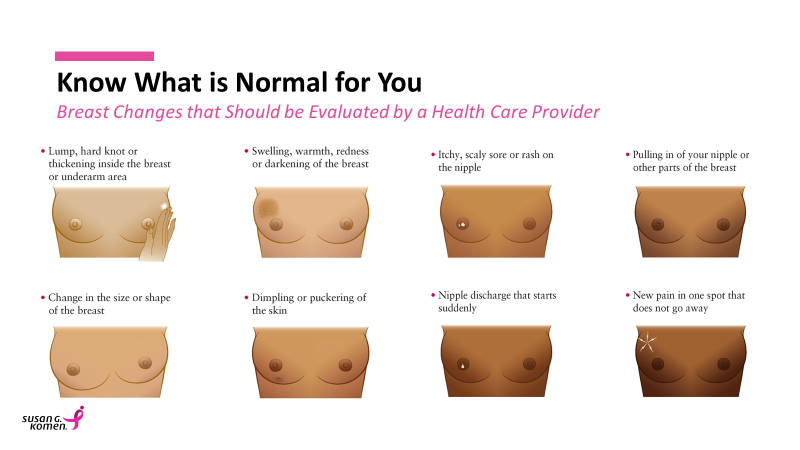 Know What is Normal for You
Breast Changes that Should be Evaluated by a Health Care Provider
• Lump, hard knot or
thickening inside the breast
or underarm area
• Swelling, warmth, redness
or darkening of the breast
• Itchy, scaly sore or rash on
the nipple
• Pulling in of your nipple or
other parts of the breast
• Change in the size or shape
of the breast
• Dimpling or puckering of
the skin
• Nipple discharge that starts
suddenly
• New pain in one spot that
does not go away
susan G.
komen.